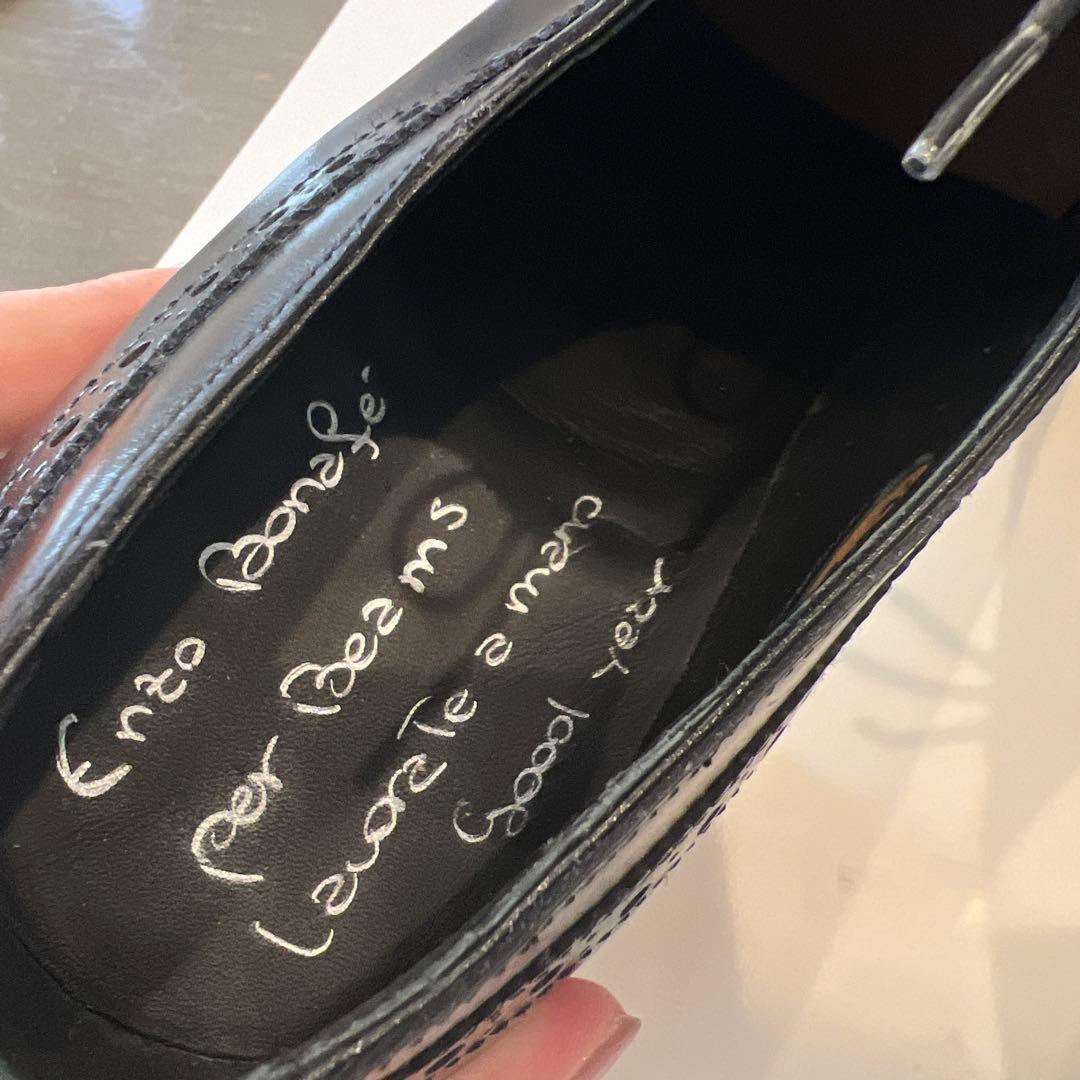 Enzo Bonafe'
per Beams
Lavorate a mano
Good year